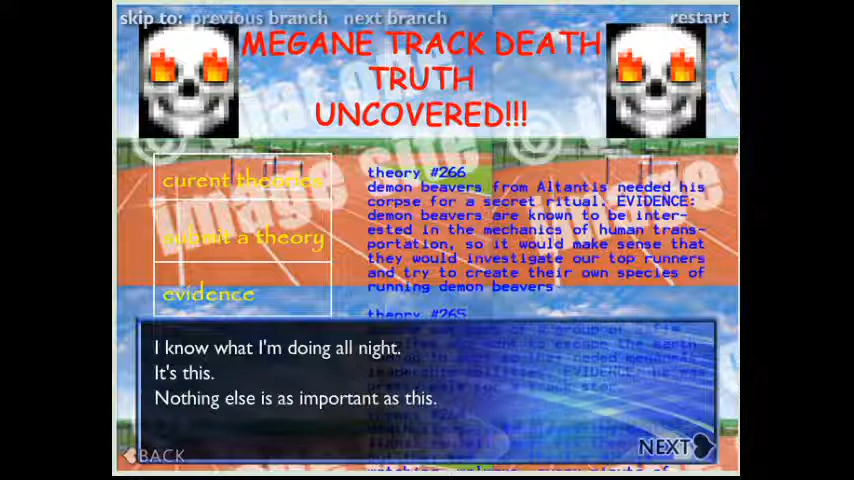 skip to: previous branch next branch
restart
MEGANE TRACK DEATH
TRUTH
UNCOVERED!!!
© that one
image site
curent theories
submit a theory
evidence
theory #266
demon beavers from Altantis needed his
corpse for a secret ritual. EVIDENCE:
demon beavers are known to be inter-
ested in the mechanics of human trans-
portation, so it would make sense that
they would investigate our top runners
and try to create their own species of
running demon beavers
theory #265
I know what I'm doing all night.
It's this.
Nothing else is as important as this.
BACK
NEXT